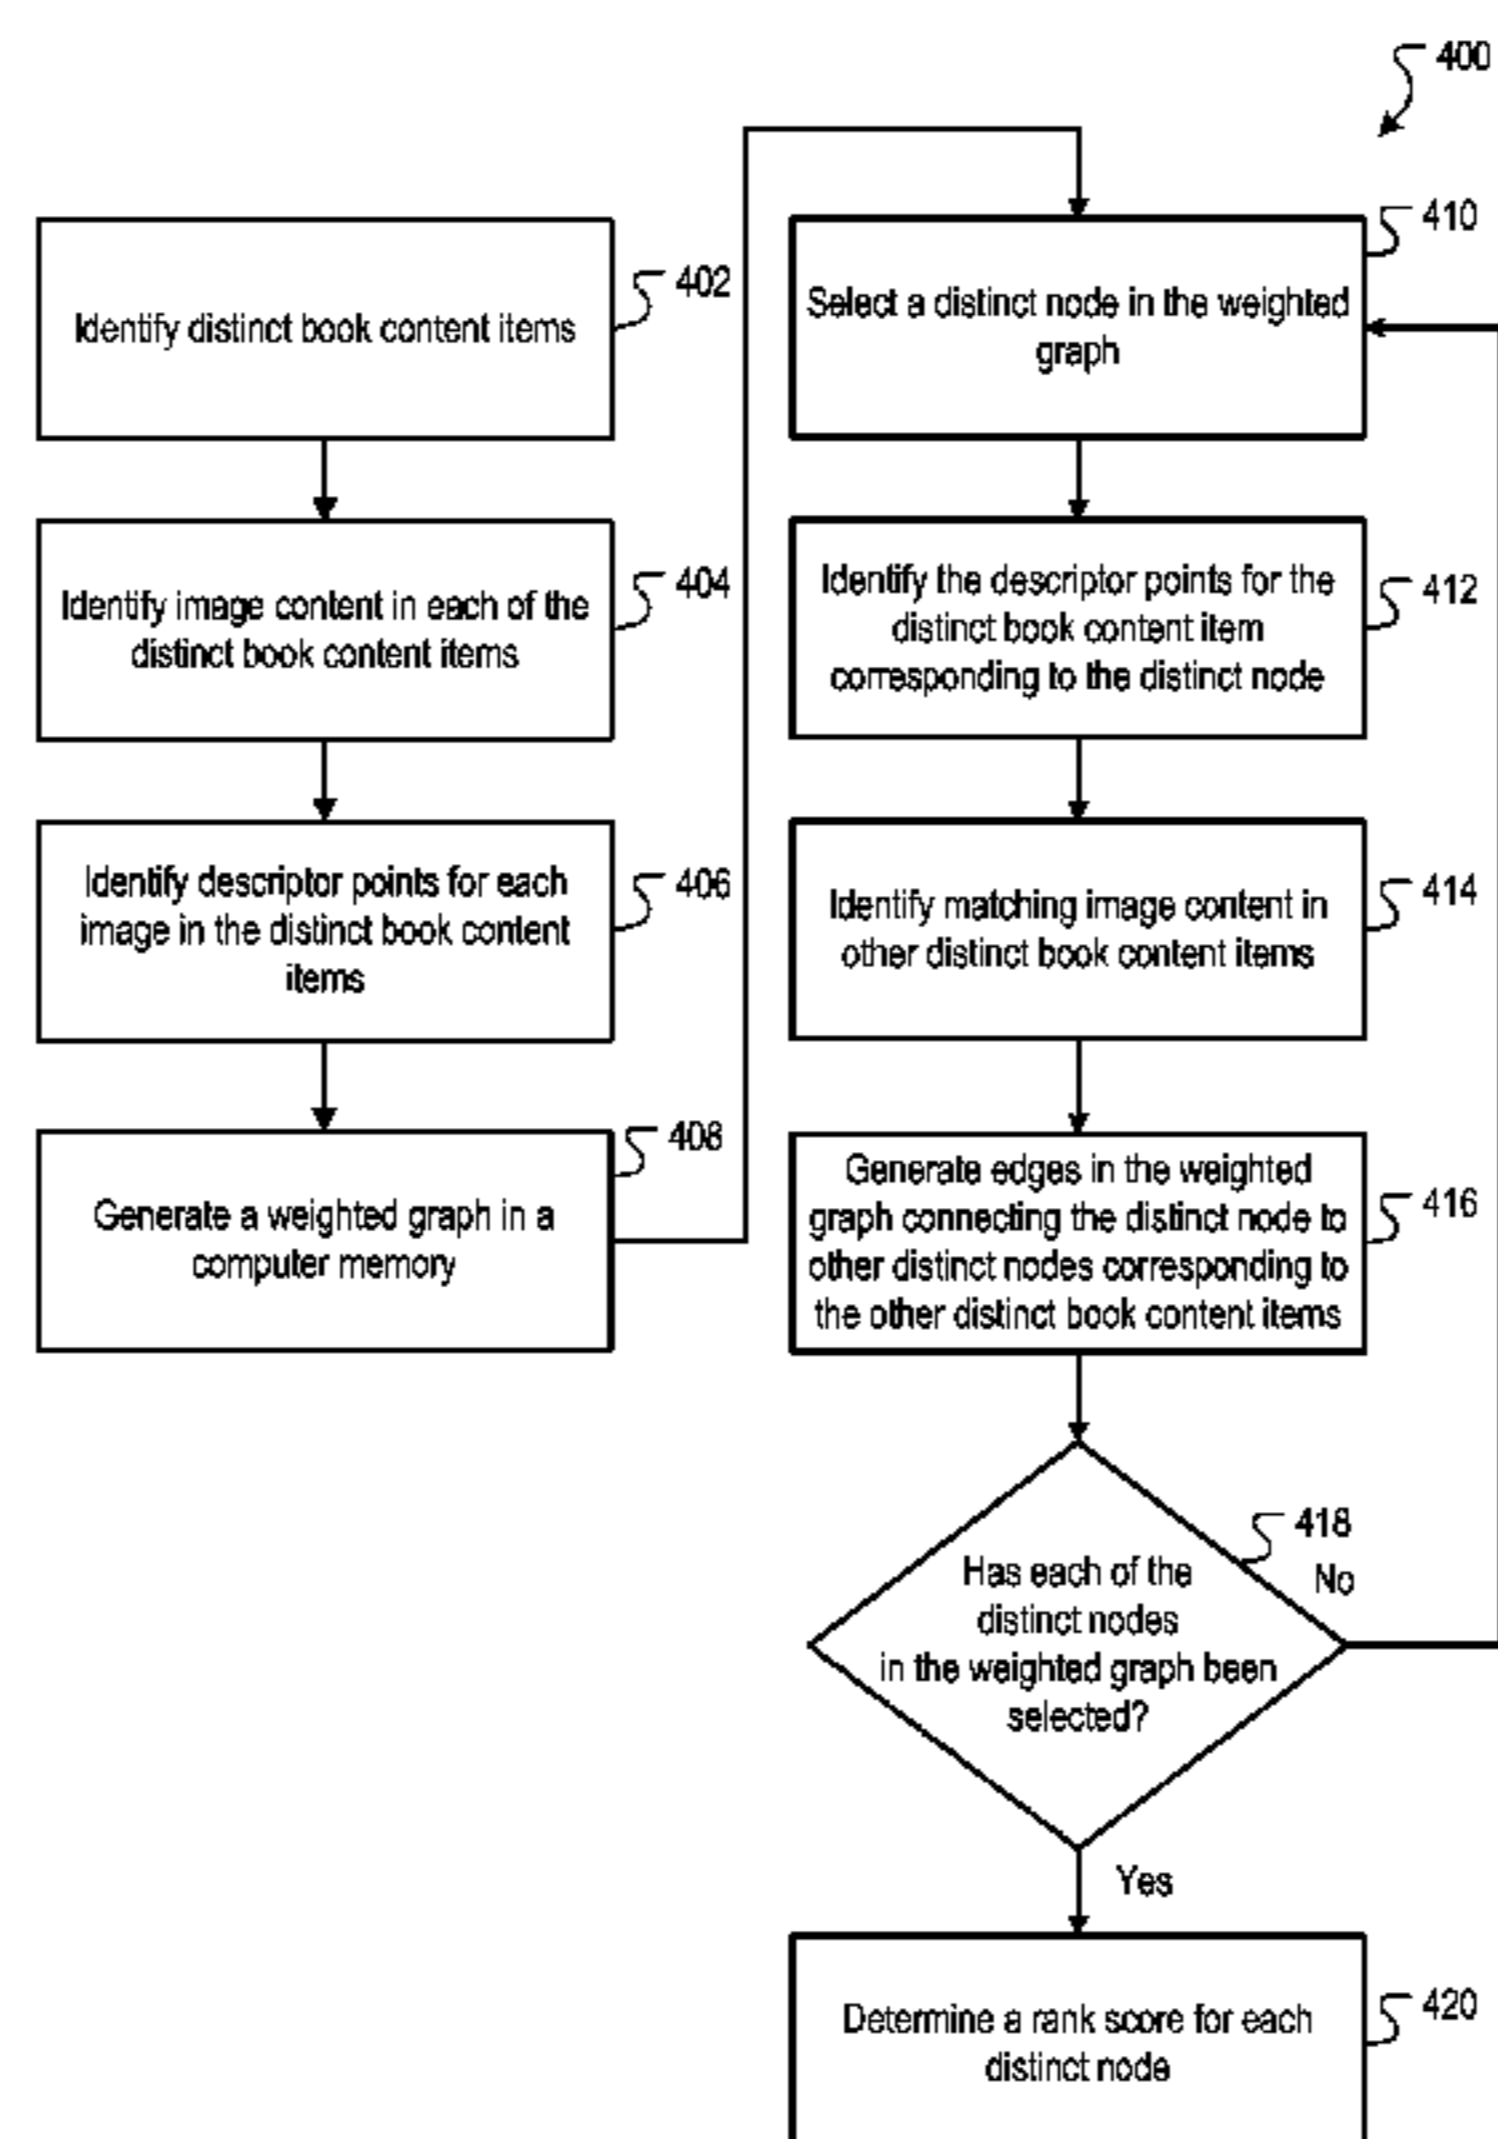 400
Identify distinct book content items
402
Identify image content in each of the
distinct book content items
404
Identify descriptor points for each
image in the distinct book content
items
406
Generate a weighted graph in a
computer memory
408
Select a distinct node in the weighted
graph
410
Identify the descriptor points for the
distinct book content item
corresponding to the distinct node
412
Identify matching image content in
other distinct book content items
414
Generate edges in the weighted
graph connecting the distinct node to
other distinct nodes corresponding to
the other distinct book content items
416
Has each of the
distinct nodes
in the weighted graph been
selected?
418
No
Yes
Determine a rank score for each
distinct node
420